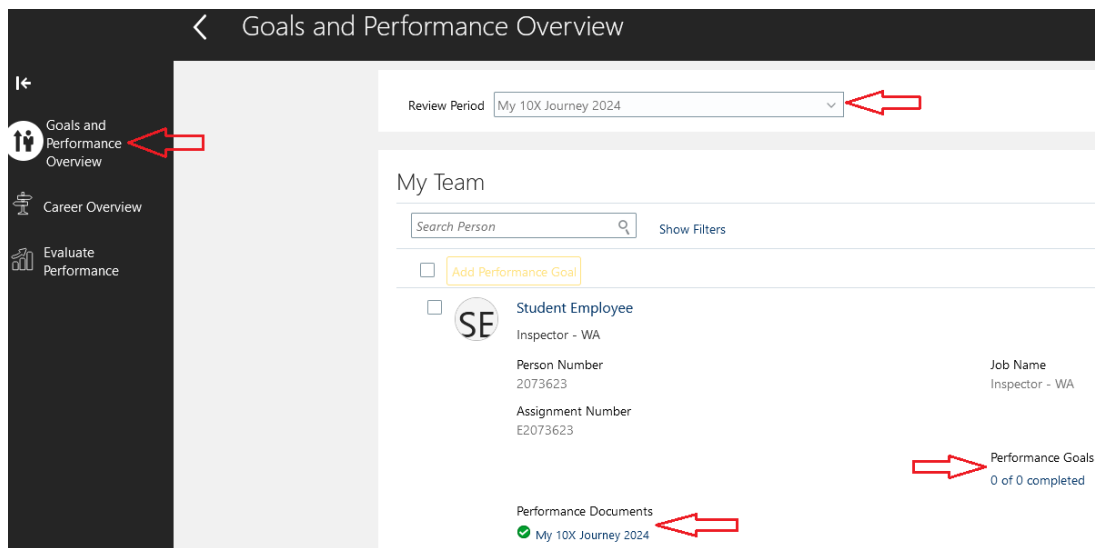 Goals and Performance Overview
Goals and
Performance
Overview
Career Overview
Evaluate
Performance
Review Period My 10X Journey 2024
My Team
Search Person Show Filters
Add Performance Goal
SE
Student Employee
Inspector - WA
Person Number Job Name
2073623 Inspector - WA
Assignment Number
E2073623
Performance Goals
0 of 0 completed
Performance Documents
My 10X Journey 2024